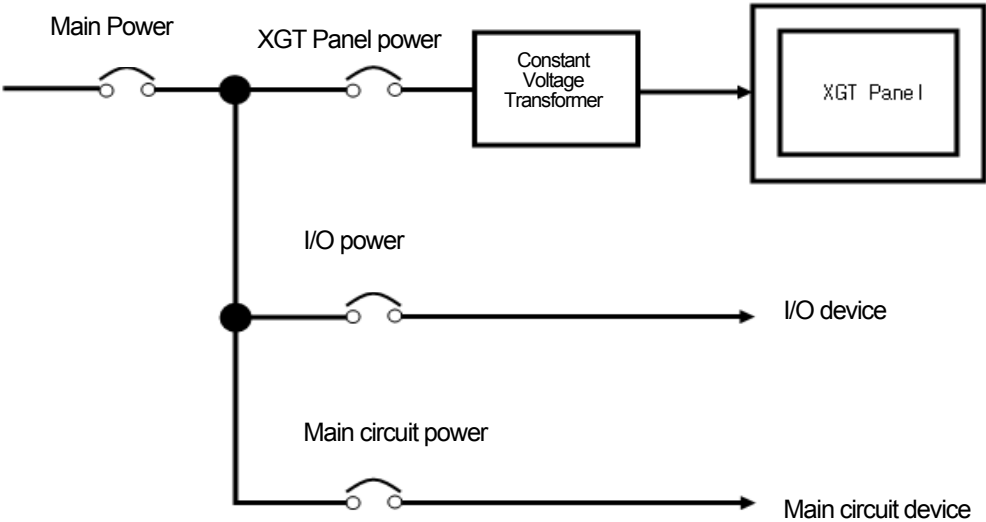 Main Power
XGT Panel power
Constant
Voltage
Transformer
XGT Panel
I/O power
I/O device
Main circuit power
Main circuit device